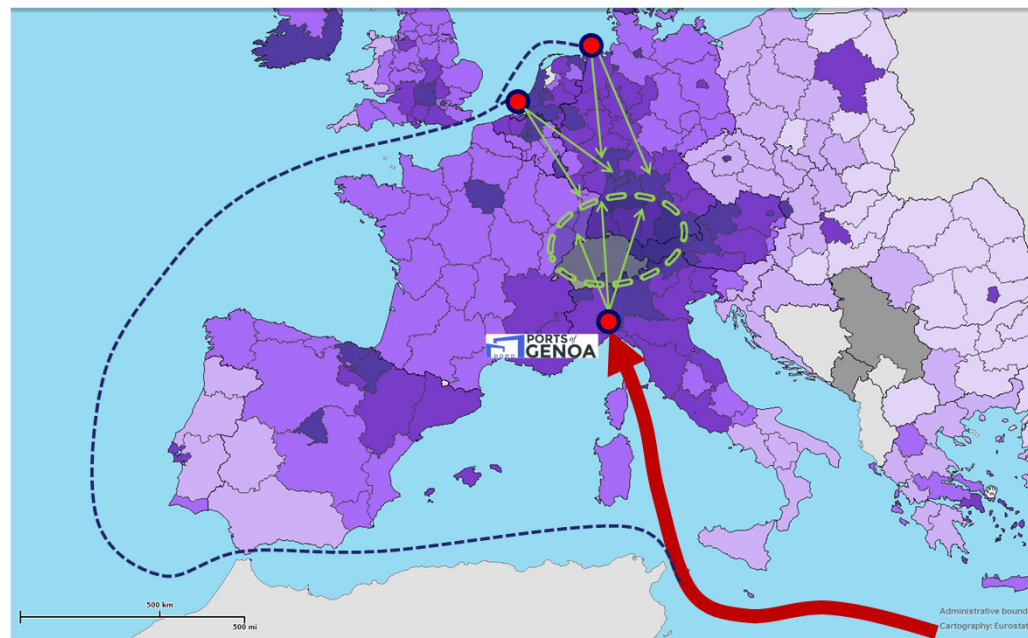 PORTS of
GENOA
500 km
500 mi
Administrative bound
Cartography: Eurostat